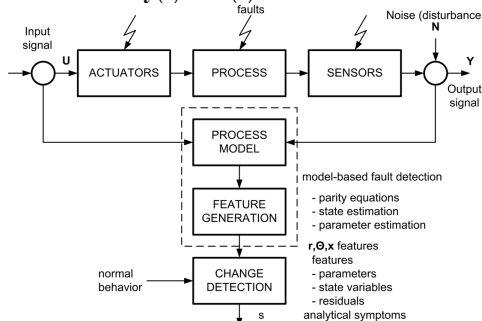 faults
Noise (disturbance
N
Input
signal
U
ACTUATORS
PROCESS
SENSORS
Y
Output
signal
PROCESS
MODEL
model-based fault detection
- parity equations
- state estimation
- parameter estimation
FEATURE
GENERATION
r,Θ,x features
features
- parameters
- state variables
- residuals
normal
behavior
CHANGE
DETECTION
s
analytical symptoms